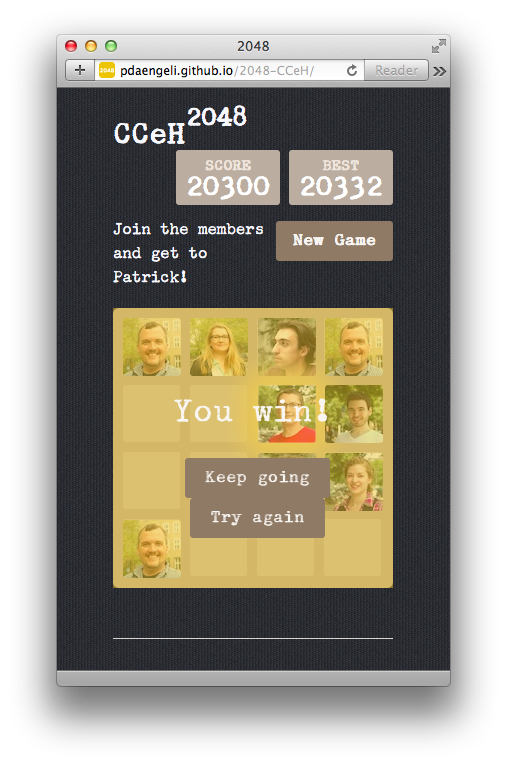 2048
2048 pdaengeli.github.io/2048-CCeH/ Reader
CCeH2048
SCORE BEST
20300 20332
Join the members
and get to
Patrick!
New Game
You win!
Keep going
Try again